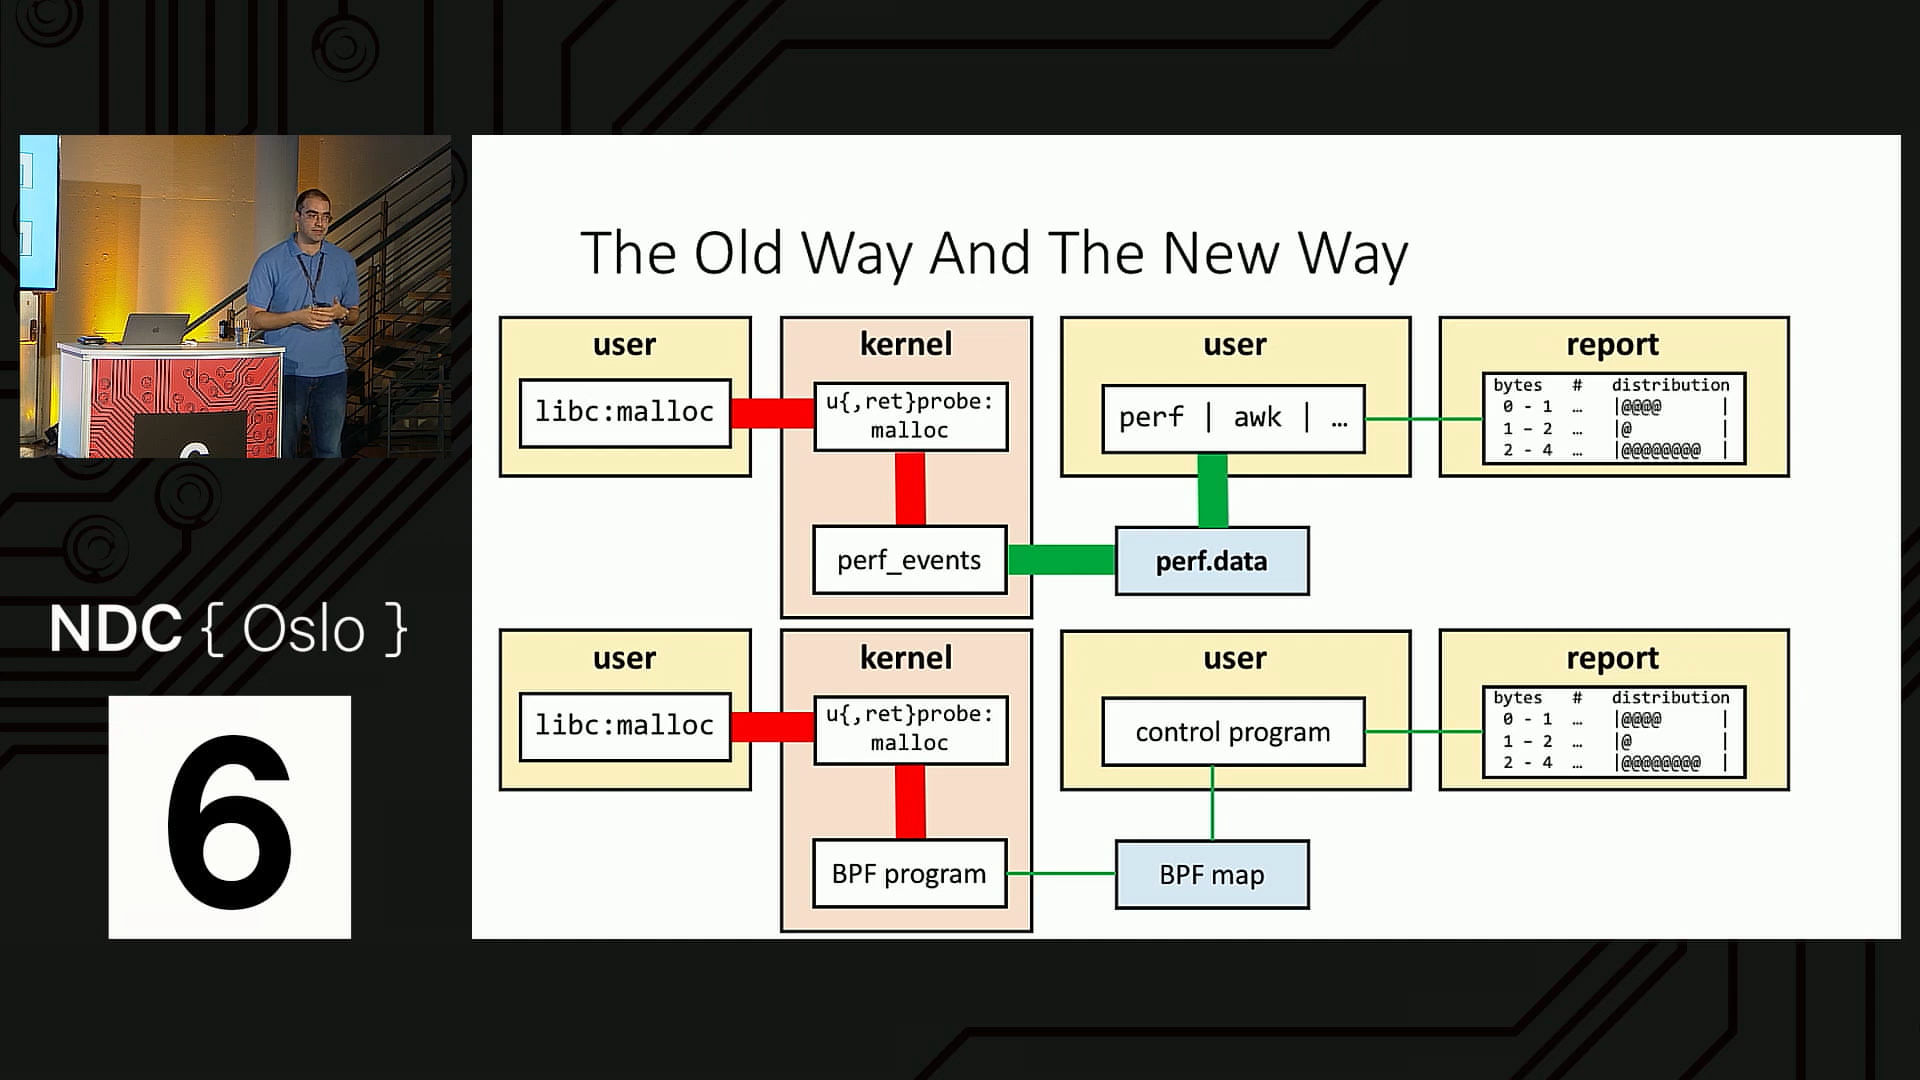 The Old Way And The New Way
user
libc:malloc
kernel
u{,ret}probe:
malloc
perf_events
user
perf | awk | …
perf.data
report
bytes # distribution
0 - 1 … |@@@@ |
1 – 2 … |@ |
2 - 4 … |@@@@@@@@ |
user
libc:malloc
kernel
u{,ret}probe:
malloc
BPF program
user
control program
BPF map
report
bytes # distribution
0 - 1 … |@@@@ |
1 – 2 … |@ |
2 - 4 … |@@@@@@@@ |
NDC { Oslo }
6